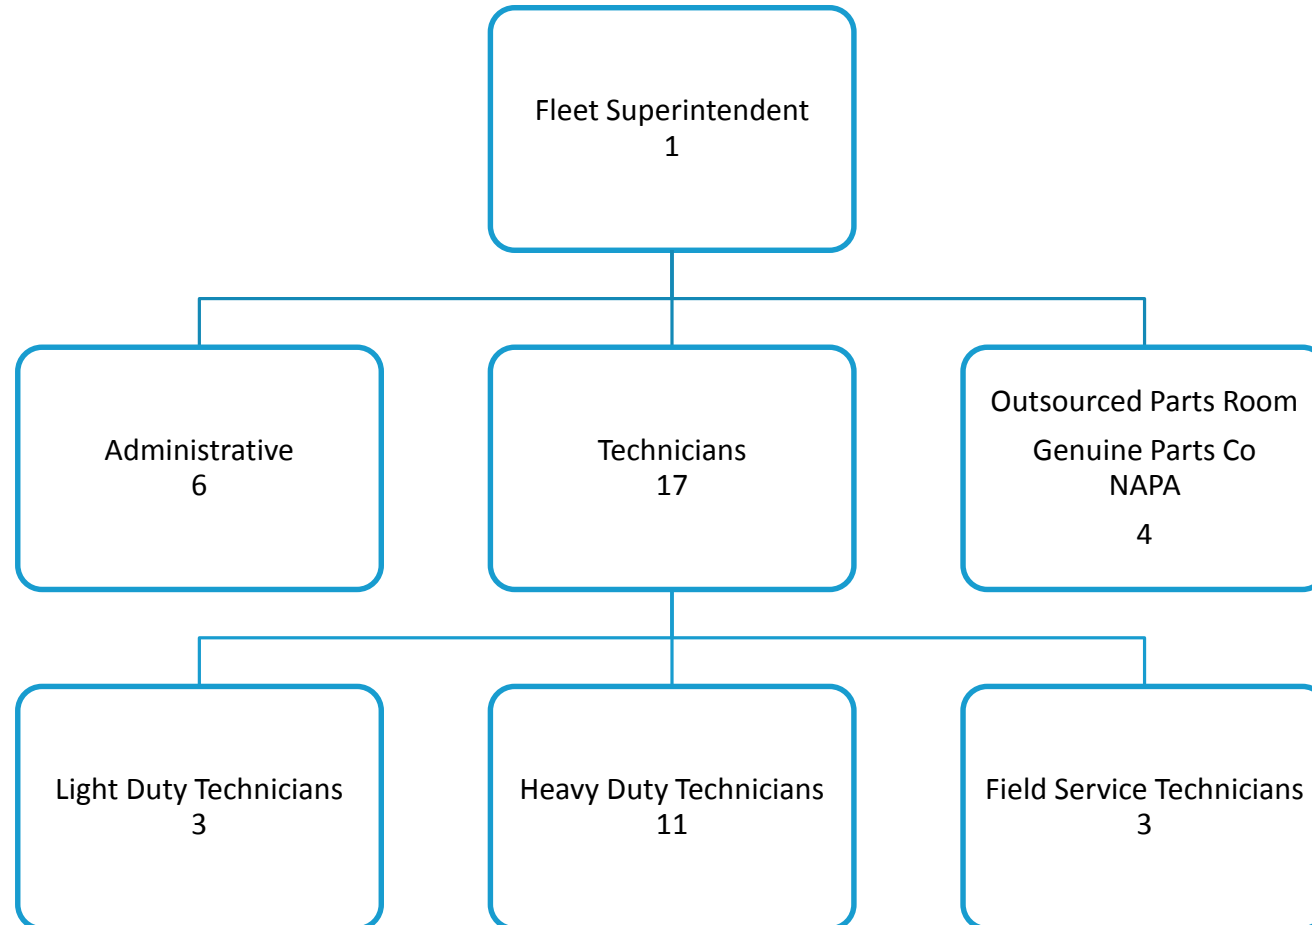 Fleet Superintendent
1
Administrative
6
Technicians
17
Outsourced Parts Room
Genuine Parts Co
NAPA
4
Light Duty Technicians
3
Heavy Duty Technicians
11
Field Service Technicians
3